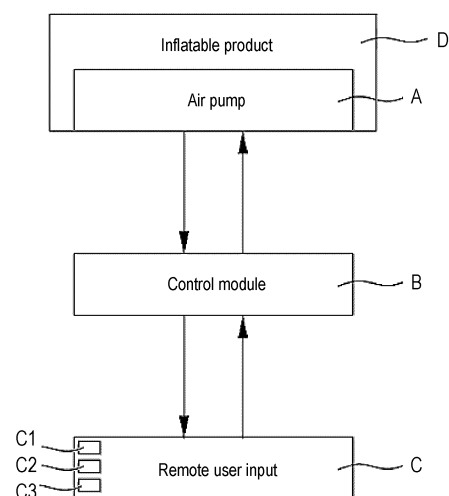 Inflatable product
D
Air pump
A
Control module
B
C1
C2
C3
Remote user input
C